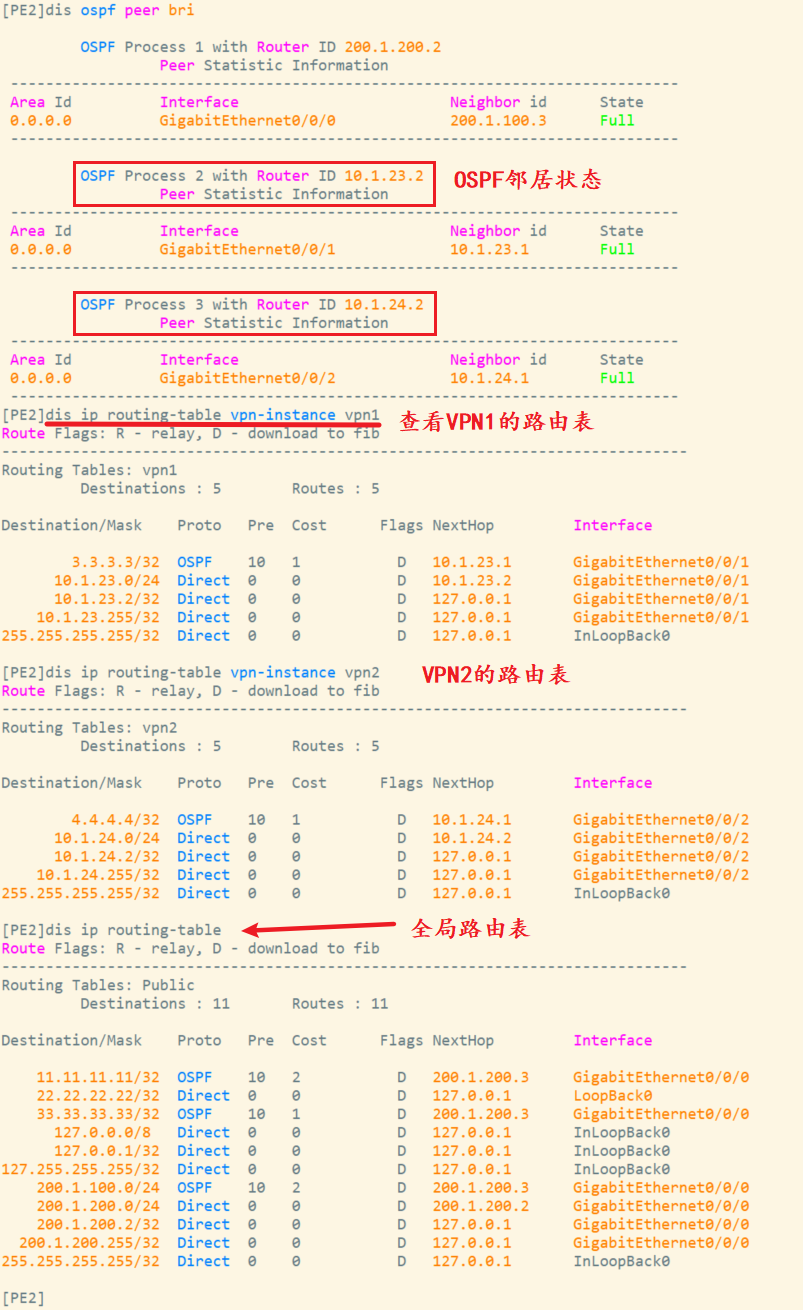 [PE2]dis ospf peer bri
OSPF Process 1 with Router ID 200.1.200.2
Peer Statistic Information
----------------------------------------------------------------------------
Area Id Interface Neighbor id State
0.0.0.0 GigabitEthernet0/0/0 200.1.100.3 Full
----------------------------------------------------------------------------
OSPF Process 2 with Router ID 10.1.23.2 OSPF邻居状态
Peer Statistic Information
----------------------------------------------------------------------------
Area Id Interface Neighbor id State
0.0.0.0 GigabitEthernet0/0/1 10.1.23.1 Full
----------------------------------------------------------------------------
OSPF Process 3 with Router ID 10.1.24.2
Peer Statistic Information
----------------------------------------------------------------------------
Area Id Interface Neighbor id State
0.0.0.0 GigabitEthernet0/0/2 10.1.24.1 Full
----------------------------------------------------------------------------
[PE2]dis ip routing-table vpn-instance vpn1 查看VPN1的路由表
Route Flags: R - relay, D - download to fib
------------------------------------------------------------------------------
Routing Tables: vpn1
Destinations : 5 Routes : 5
Destination/Mask Proto Pre Cost Flags NextHop Interface
3.3.3.3/32 OSPF 10 1 D 10.1.23.1 GigabitEthernet0/0/1
10.1.23.0/24 Direct 0 0 D 10.1.23.2 GigabitEthernet0/0/1
10.1.23.2/32 Direct 0 0 D 127.0.0.1 GigabitEthernet0/0/1
10.1.23.255/32 Direct 0 0 D 127.0.0.1 GigabitEthernet0/0/1
255.255.255.255/32 Direct 0 0 D 127.0.0.1 InLoopBack0
[PE2]dis ip routing-table vpn-instance vpn2 VPN2的路由表
Route Flags: R - relay, D - download to fib
------------------------------------------------------------------------------
Routing Tables: vpn2
Destinations : 5 Routes : 5
Destination/Mask Proto Pre Cost Flags NextHop Interface
4.4.4.4/32 OSPF 10 1 D 10.1.24.1 GigabitEthernet0/0/2
10.1.24.0/24 Direct 0 0 D 10.1.24.2 GigabitEthernet0/0/2
10.1.24.2/32 Direct 0 0 D 127.0.0.1 GigabitEthernet0/0/2
10.1.24.255/32 Direct 0 0 D 127.0.0.1 GigabitEthernet0/0/2
255.255.255.255/32 Direct 0 0 D 127.0.0.1 InLoopBack0
[PE2]dis ip routing-table 全局路由表
Route Flags: R - relay, D - download to fib
------------------------------------------------------------------------------
Routing Tables: Public
Destinations : 11 Routes : 11
Destination/Mask Proto Pre Cost Flags NextHop Interface
11.11.11.11/32 OSPF 10 2 D 200.1.200.3 GigabitEthernet0/0/0
22.22.22.22/32 Direct 0 0 D 127.0.0.1 LoopBack0
33.33.33.33/32 OSPF 10 1 D 200.1.200.3 GigabitEthernet0/0/0
127.0.0.0/8 Direct 0 0 D 127.0.0.1 InLoopBack0
127.0.0.1/32 Direct 0 0 D 127.0.0.1 InLoopBack0
127.255.255.255/32 Direct 0 0 D 127.0.0.1 InLoopBack0
200.1.100.0/24 OSPF 10 2 D 200.1.200.3 GigabitEthernet0/0/0
200.1.200.0/24 Direct 0 0 D 200.1.200.2 GigabitEthernet0/0/0
200.1.200.2/32 Direct 0 0 D 127.0.0.1 GigabitEthernet0/0/0
200.1.200.255/32 Direct 0 0 D 127.0.0.1 GigabitEthernet0/0/0
255.255.255.255/32 Direct 0 0 D 127.0.0.1 InLoopBack0
[PE2]